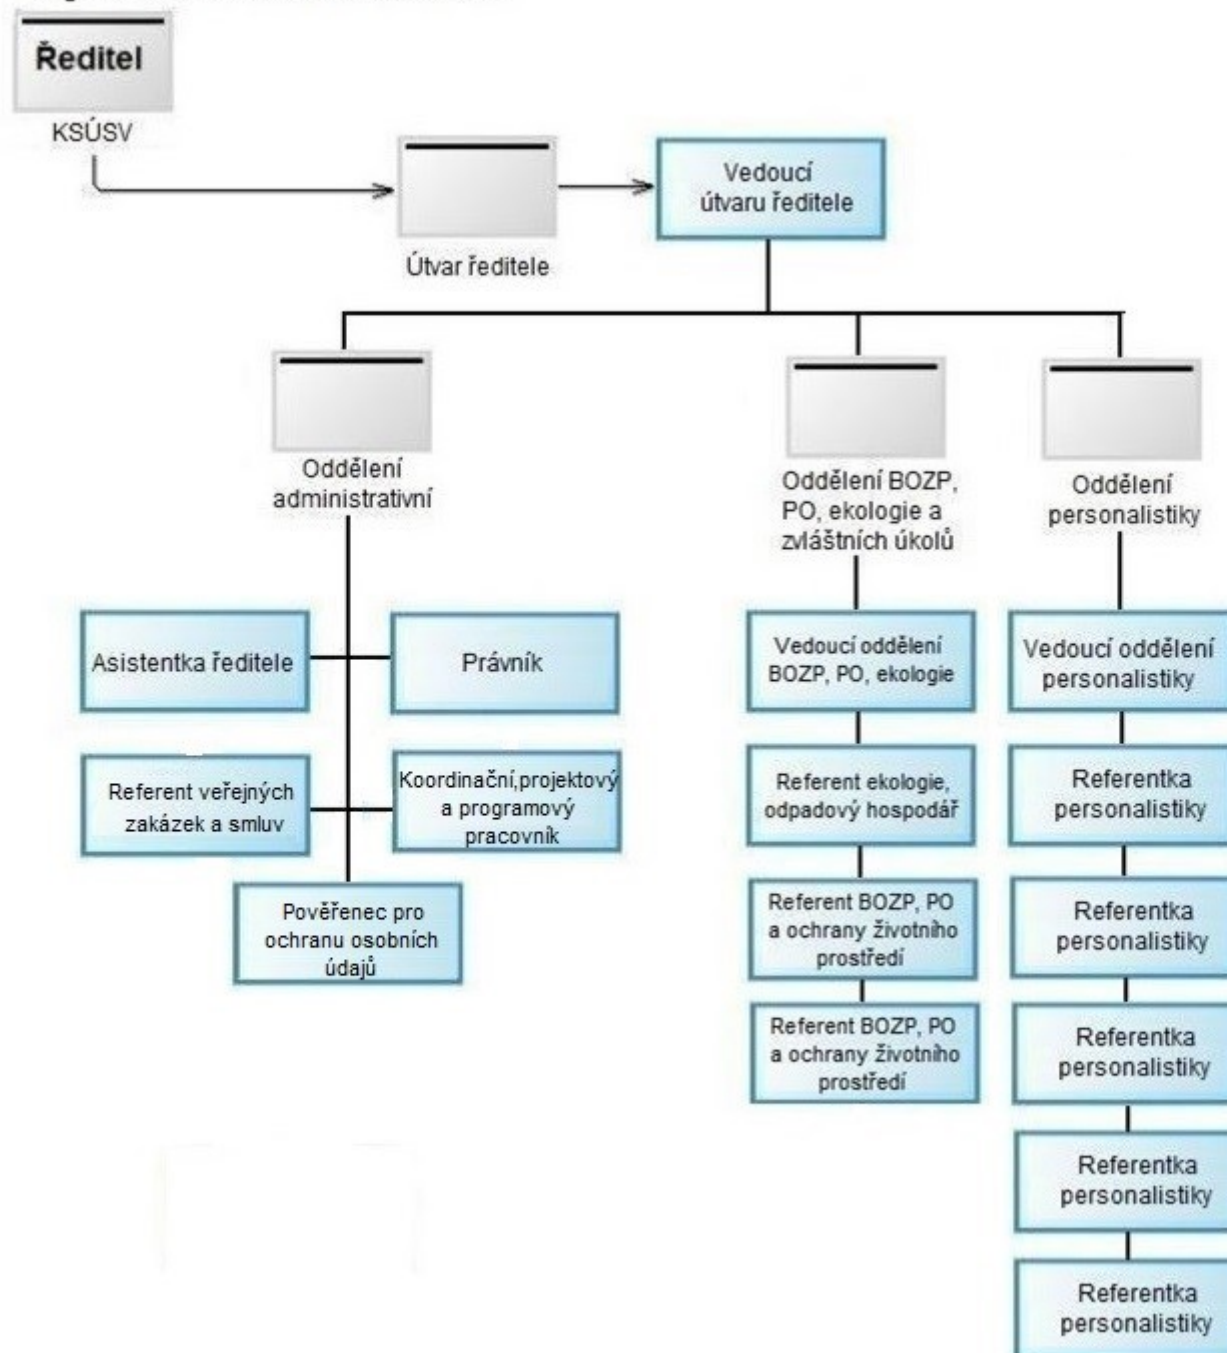 Ředitel
KSÚSV
Vedoucí
útvaru ředitele
Útvar ředitele
Oddělení
administrativní
Oddělení BOZP,
PO, ekologie a
zvláštních úkolů
Oddělení
personalistiky
Asistentka ředitele
Právník
Referent veřejných
zakázek a smluv
Koordinační,projektový
a programový
pracovník
Pověřenec pro
ochranu osobních
údajů
Vedoucí oddělení
BOZP, PO, ekologie
Referent ekologie,
odpadový hospodář
Referent BOZP, PO
a ochrany životního
prostředí
Referent BOZP, PO
a ochrany životního
prostředí
Vedoucí oddělení
personalistiky
Referentka
personalistiky
Referentka
personalistiky
Referentka
personalistiky
Referentka
personalistiky
Referentka
personalistiky